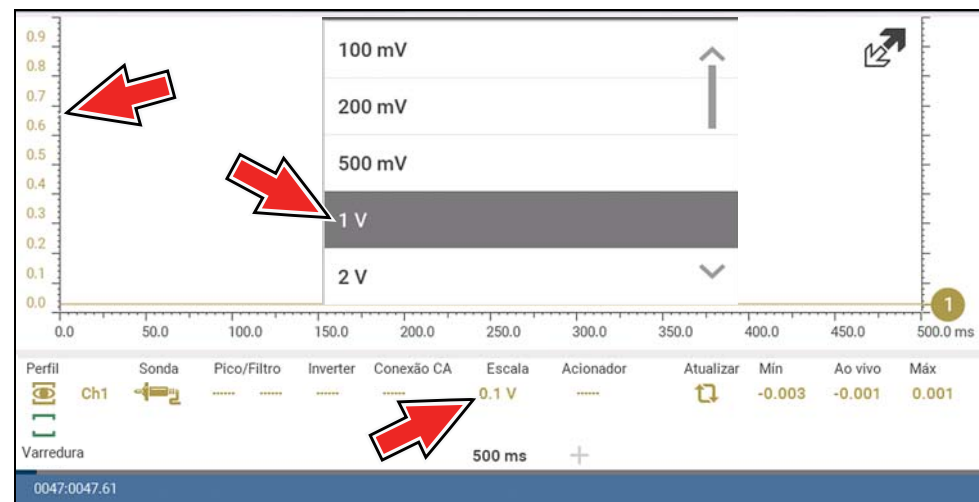 0.9
0.8
0.7
0.6
0.5
0.4
0.3
0.2
0.1
0.0
100 mV
200 mV
500 mV
1 V
2 V
1
0.0 50.0 100.0 150.0 200.0 250.0 300.0 350.0 400.0 450.0 500.0 ms
Perfil Sonda Pico/Filtro Inverter Conexão CA Escala Acionador Atualizar Mín Ao vivo Máx
Ch1 ----- ----- ----- ----- 0.1 V ----- -0.003 -0.001 0.001
Varredura 500 ms +
0047:0047.61